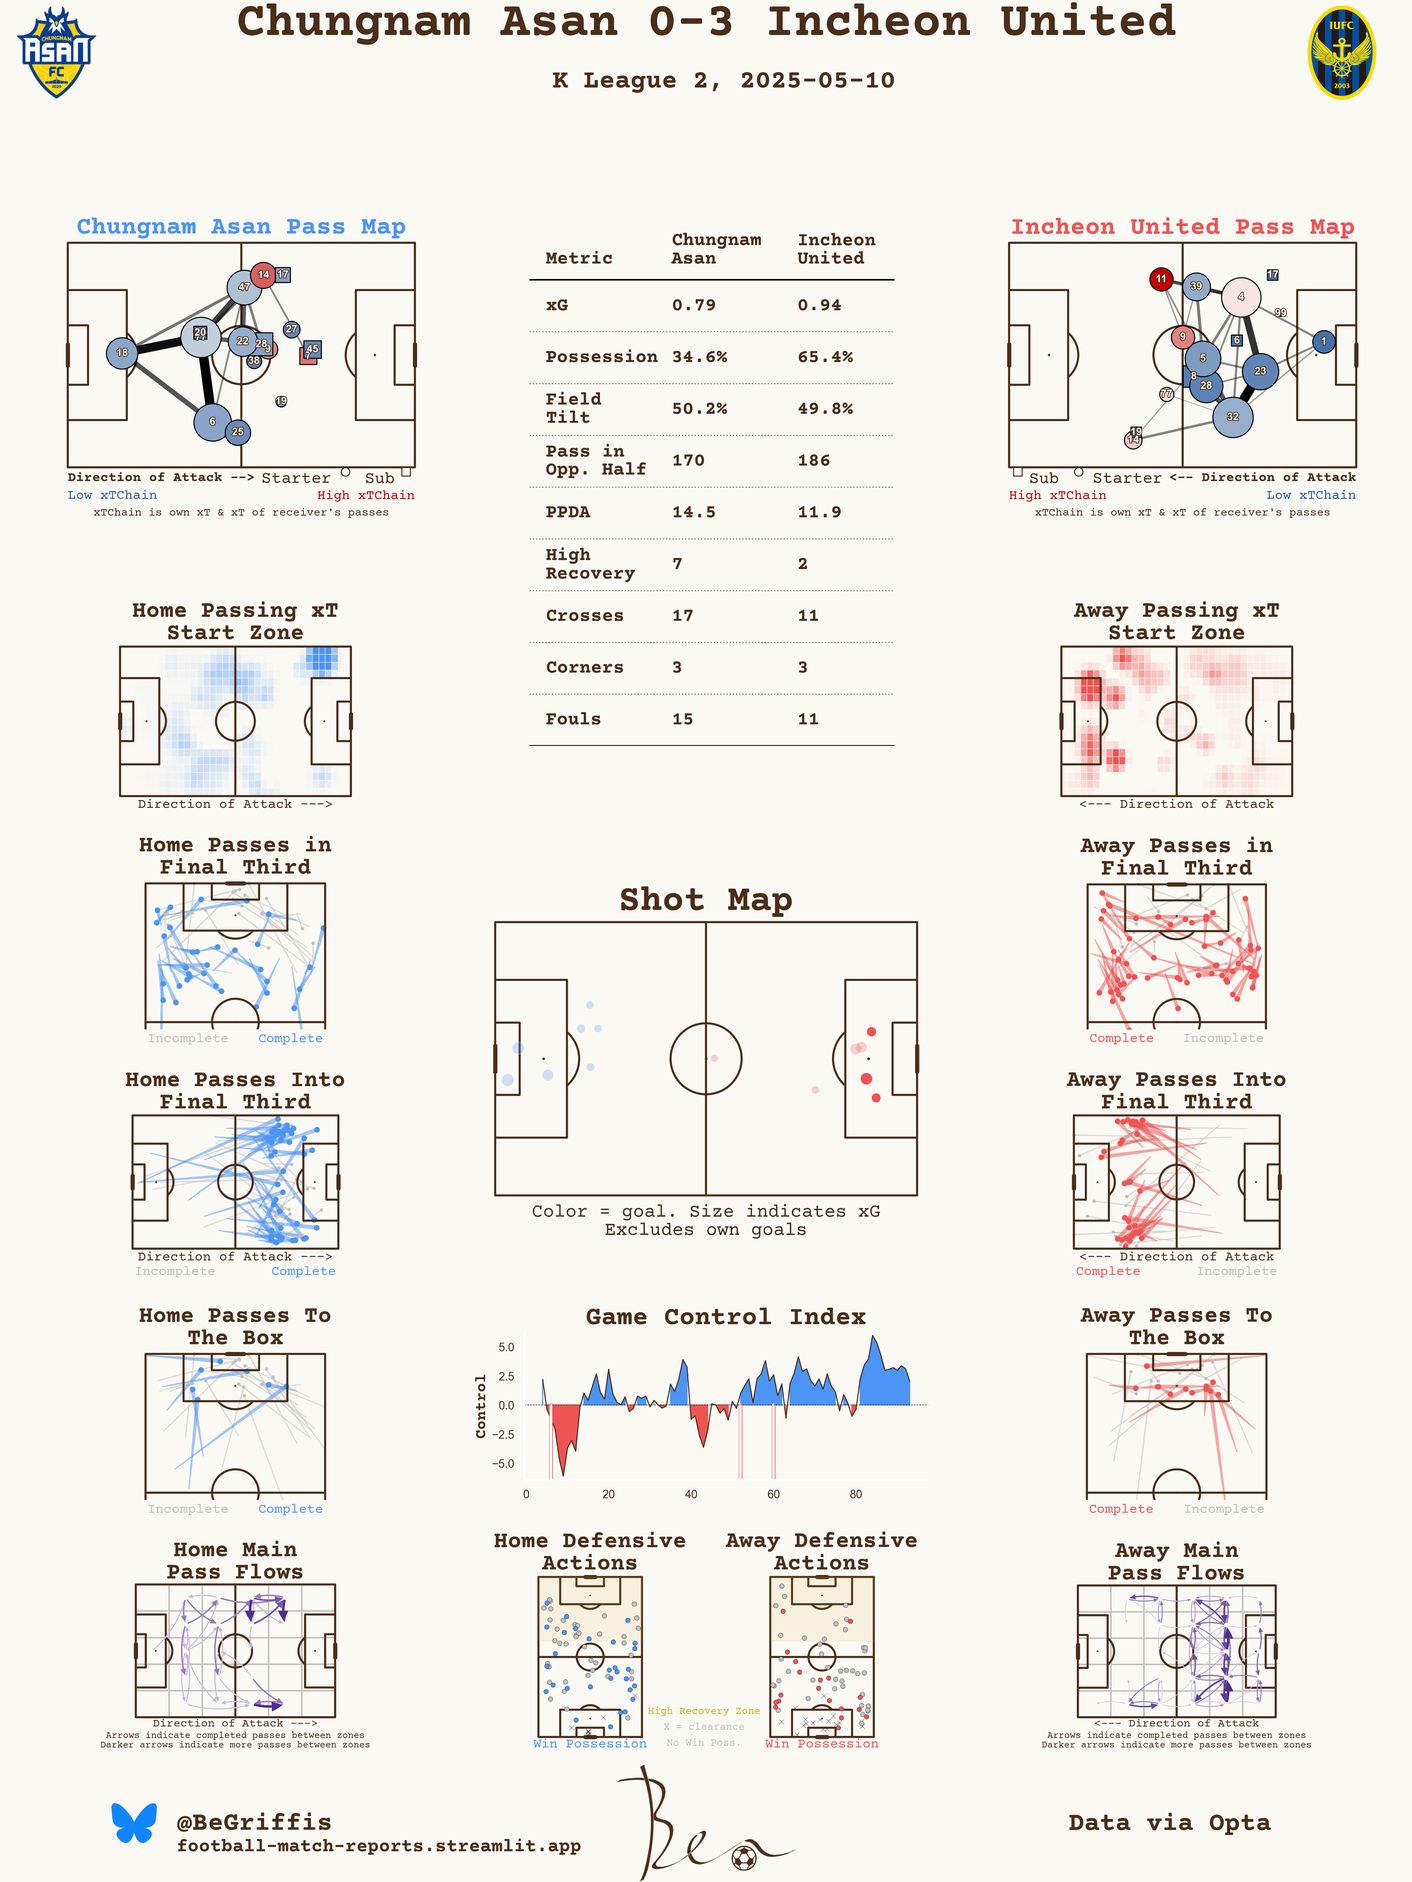 Chungnam Asan 0-3 Incheon United
K League 2, 2025-05-10
CHUNGNAM
ASAN
FC
2020
IUFC
2003
Chungnam Asan Pass Map
18
20
47
14
17
22
28
9
38
27
45
7
19
6
25
Direction of Attack --> Starter Sub
Low xTChain High xTChain
xTChain is own xT & xT of receiver's passes
Metric Chungnam Asan Incheon United
xG 0.79 0.94
Possession 34.6% 65.4%
Field Tilt 50.2% 49.8%
Pass in Opp. Half 170 186
PPDA 14.5 11.9
High Recovery 7 2
Crosses 17 11
Corners 3 3
Fouls 15 11
Incheon United Pass Map
11
39
4
17
99
9
6
1
5
8
28
23
77
32
19
14
Sub Starter <-- Direction of Attack
High xTChain Low xTChain
xTChain is own xT & xT of receiver's passes
Home Passing xT
Start Zone
Direction of Attack --->
Away Passing xT
Start Zone
<--- Direction of Attack
Home Passes in
Final Third
Incomplete Complete
Away Passes in
Final Third
Complete Incomplete
Shot Map
Color = goal. Size indicates xG
Excludes own goals
Home Passes Into
Final Third
Direction of Attack --->
Incomplete Complete
Away Passes Into
Final Third
<--- Direction of Attack
Complete Incomplete
Home Passes To
The Box
Incomplete Complete
Game Control Index
Control
5.0
2.5
0.0
−2.5
−5.0
0 20 40 60 80
Away Passes To
The Box
Complete Incomplete
Home Main
Pass Flows
Direction of Attack --->
Arrows indicate completed passes between zones
Darker arrows indicate more passes between zones
Home Defensive
Actions
Win Possession
High Recovery Zone
X = clearance
No Win Poss.
Away Defensive
Actions
Win Possession
Away Main
Pass Flows
<--- Direction of Attack
Arrows indicate completed passes between zones
Darker arrows indicate more passes between zones
@BeGriffis
football-match-reports.streamlit.app
Ben
Data via Opta